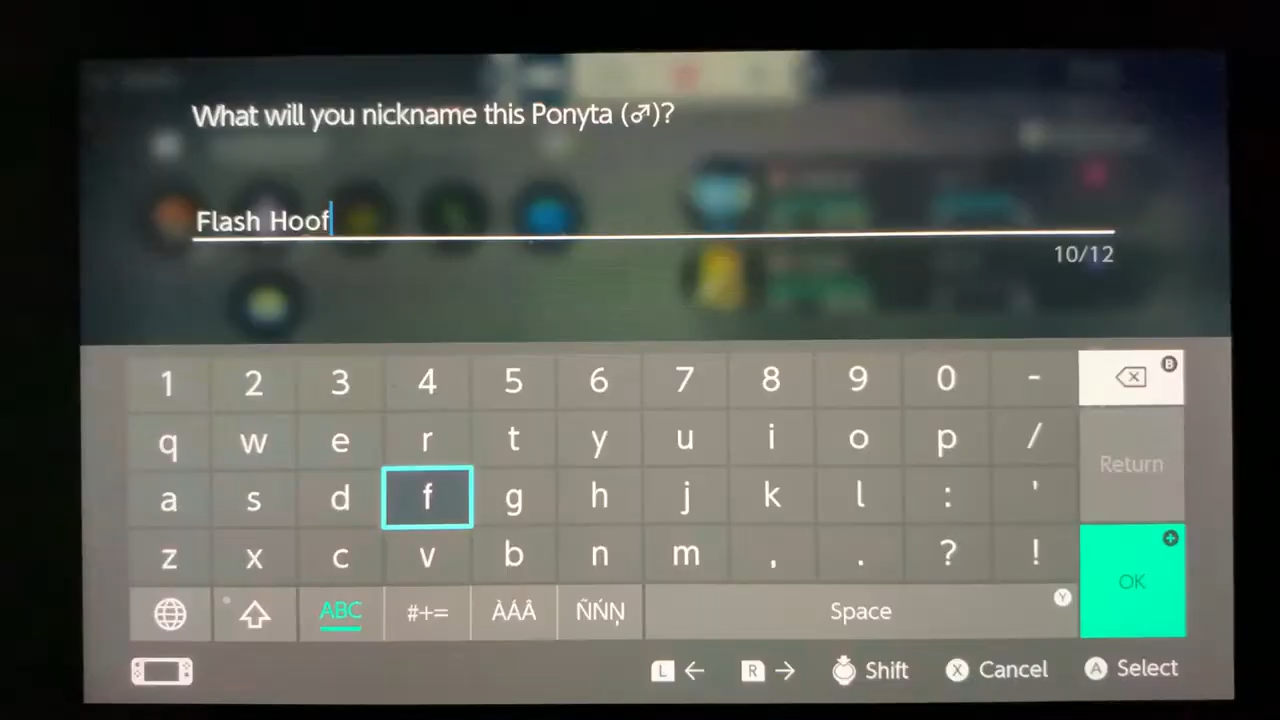 What will you nickname this Ponyta (♂)?
Flash Hoof
10/12
1 2 3 4 5 6 7 8 9 0 - B
q w e r t y u i o p / Return
a s d f g h j k l : '
z x c v b n m , . ? ! + OK
ABC #+= ÀÁÂ ÑŃŅ Space Y
L ← R → Shift X Cancel A Select